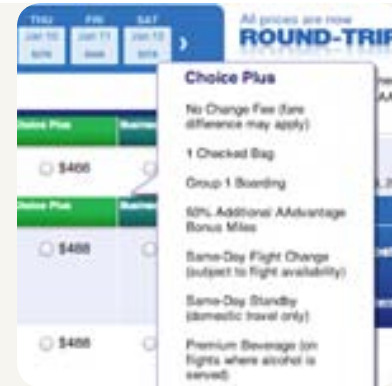 THU FRI SAT
Jan 10 Jan 11 Jan 12
All prices are now
ROUND-TRIP
Choice Plus
No Change Fee (fare
difference may apply)
1 Checked Bag
Group 1 Boarding
50% Additional AAdvantage
Bonus Miles
Same-Day Flight Change
(subject to flight availability)
Same-Day Standby
(domestic travel only)
Premium Beverage (on
flights where alcohol is
served)
Choice Plus Business
$468
Choice Plus Business
$488
$488